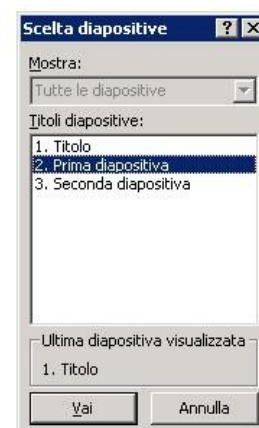 Scelta diapositive
Mostra:
Tutte le diapositive
Titoli diapositive:
1. Titolo
2. Prima diapositiva
3. Seconda diapositiva
Ultima diapositiva visualizzata
1. Titolo
Vai Annulla